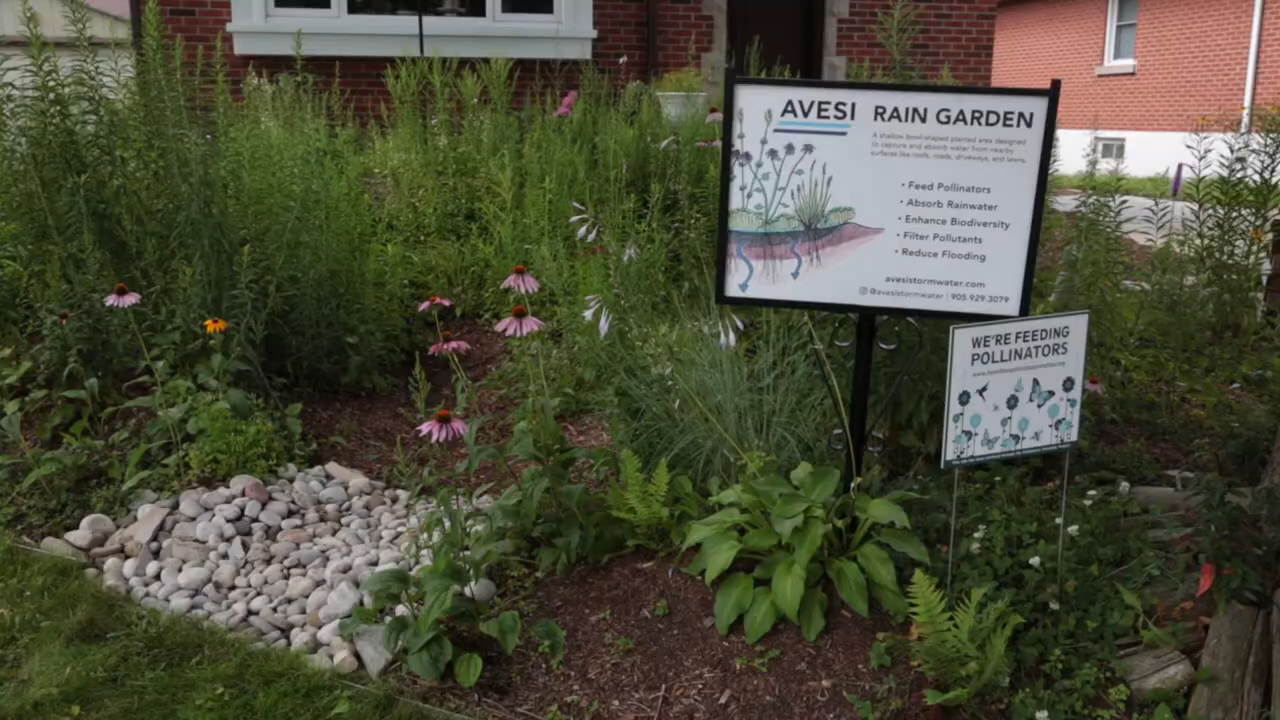 AVESI RAIN GARDEN
A shallow bowl-shaped planted area designed
to capture and absorb water from nearby
surfaces like roofs, roads, driveways, and lawns.
• Feed Pollinators
• Absorb Rainwater
• Enhance Biodiversity
• Filter Pollutants
• Reduce Flooding
avesistormwater.com
@avesistormwater | 905.929.3079
WE'RE FEEDING
POLLINATORS